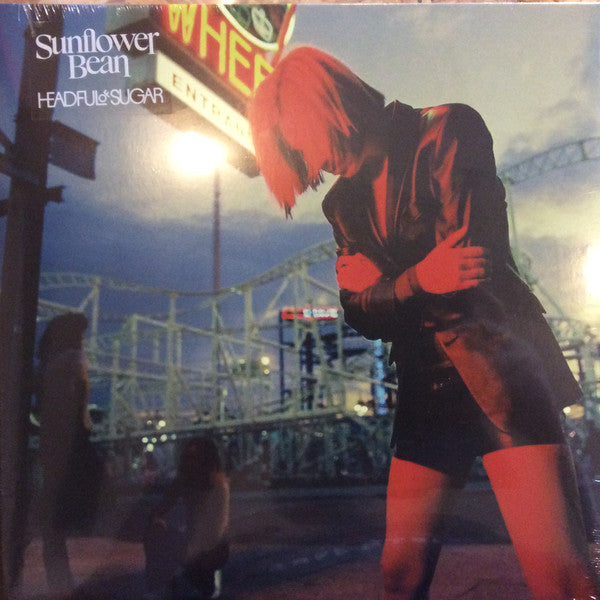 Sunflower
Bean
HEADFUL of SUGAR
WHEE
ENTRAN